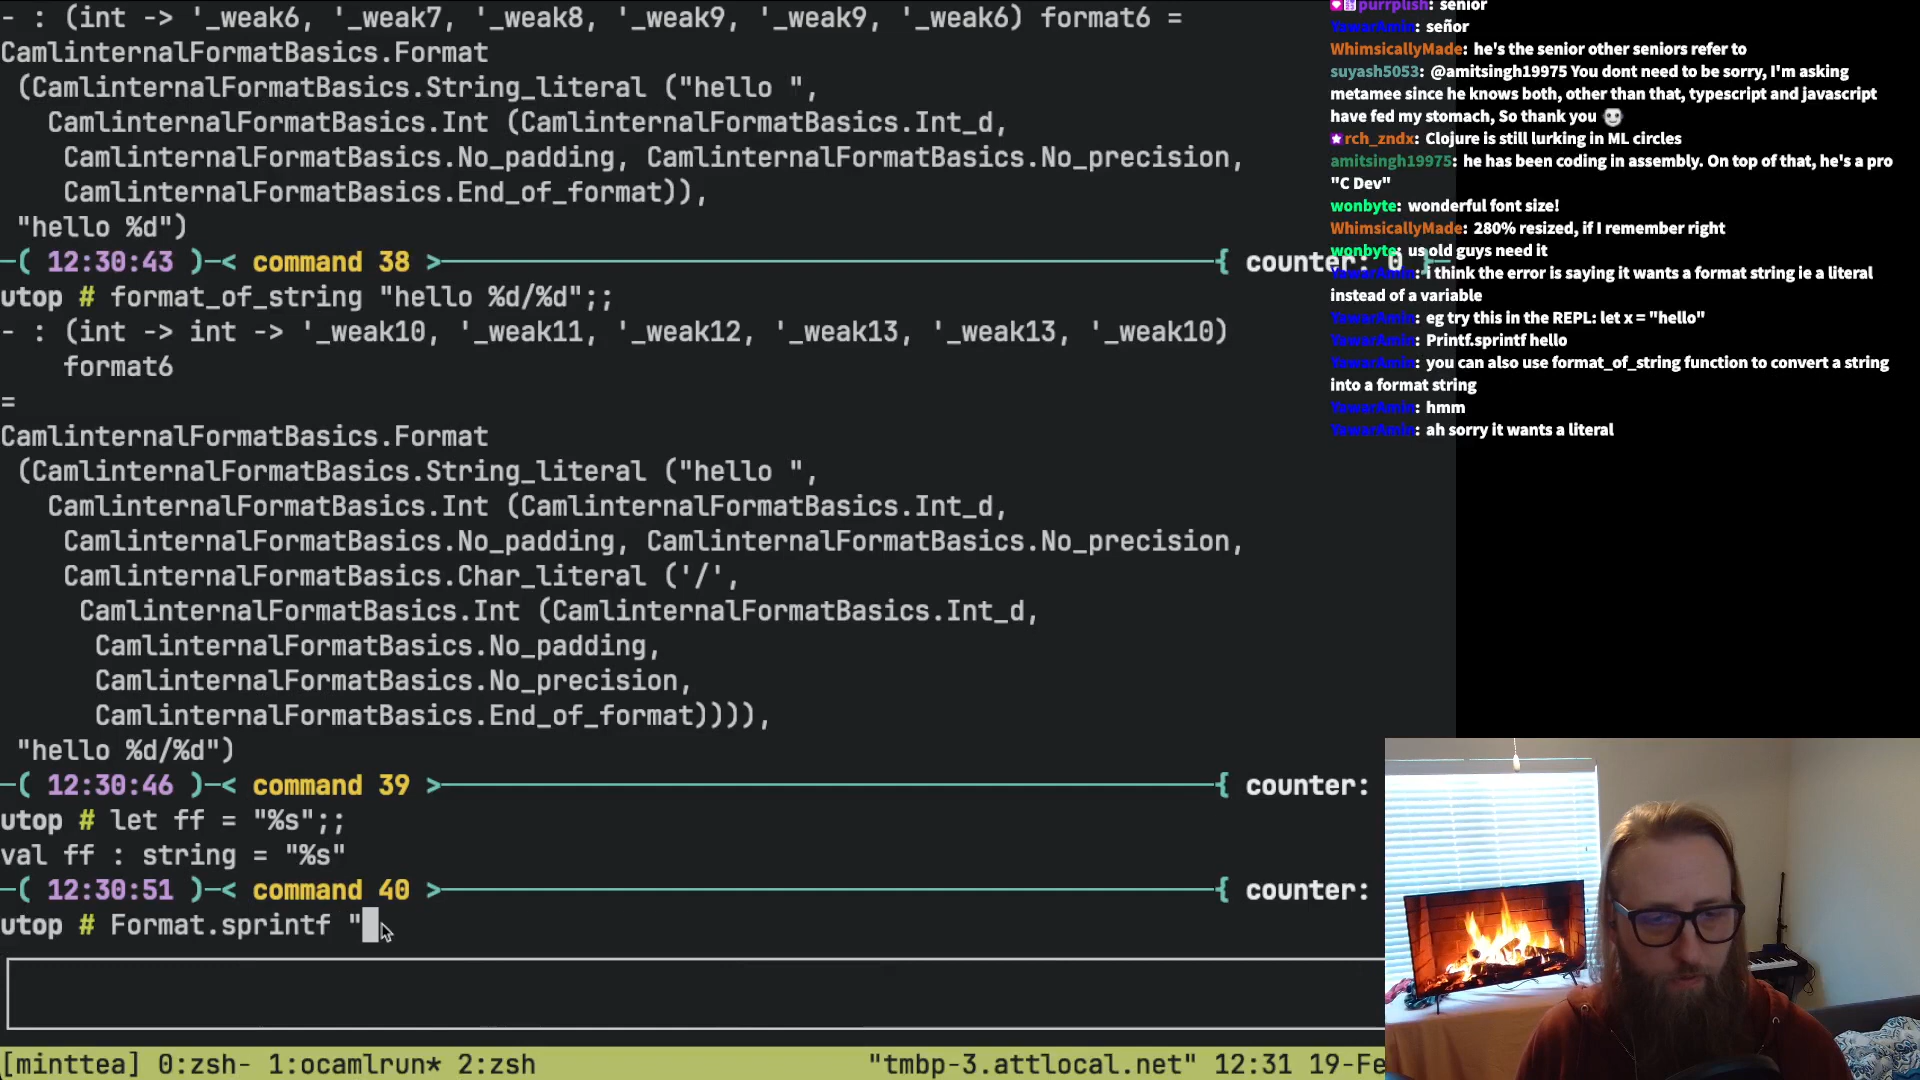 - : (int -> '_weak6, '_weak7, '_weak8, '_weak9, '_weak9, '_weak6) format6 =
CamlinternalFormatBasics.Format
(CamlinternalFormatBasics.String_literal ("hello ",
CamlinternalFormatBasics.Int (CamlinternalFormatBasics.Int_d,
CamlinternalFormatBasics.No_padding, CamlinternalFormatBasics.No_precision,
CamlinternalFormatBasics.End_of_format)),
"hello %d")
-( 12:30:43 )-< command 38 >-{ counter: 0 }-
utop # format_of_string "hello %d/%d";;
- : (int -> int -> '_weak10, '_weak11, '_weak12, '_weak13, '_weak13, '_weak10)
format6
=
CamlinternalFormatBasics.Format
(CamlinternalFormatBasics.String_literal ("hello ",
CamlinternalFormatBasics.Int (CamlinternalFormatBasics.Int_d,
CamlinternalFormatBasics.No_padding, CamlinternalFormatBasics.No_precision,
CamlinternalFormatBasics.Char_literal ('/',
CamlinternalFormatBasics.Int (CamlinternalFormatBasics.Int_d,
CamlinternalFormatBasics.No_padding,
CamlinternalFormatBasics.No_precision,
CamlinternalFormatBasics.End_of_format)))),
"hello %d/%d")
-( 12:30:46 )-< command 39 >-{ counter:
utop # let ff = "%s";;
val ff : string = "%s"
-( 12:30:51 )-< command 40 >-{ counter:
utop # Format.sprintf "
[minttea] 0:zsh- 1:ocamlrun* 2:zsh "tmbp-3.attlocal.net" 12:31 19-Fe
purrplish: senior
YawarAmin: señor
WhimsicallyMade: he's the senior other seniors refer to
suyash5053: @amitsingh19975 You dont need to be sorry, I'm asking
metamee since he knows both, other than that, typescript and javascript
have fed my stomach, So thank you
rch_zndx: Clojure is still lurking in ML circles
amitsingh19975: he has been coding in assembly. On top of that, he's a pro
"C Dev"
wonbyte: wonderful font size!
WhimsicallyMade: 280% resized, if I remember right
wonbyte: us old guys need it
YawarAmin: i think the error is saying it wants a format string ie a literal
instead of a variable
YawarAmin: eg try this in the REPL: let x = "hello"
YawarAmin: Printf.sprintf hello
YawarAmin: you can also use format_of_string function to convert a string
into a format string
YawarAmin: hmm
YawarAmin: ah sorry it wants a literal